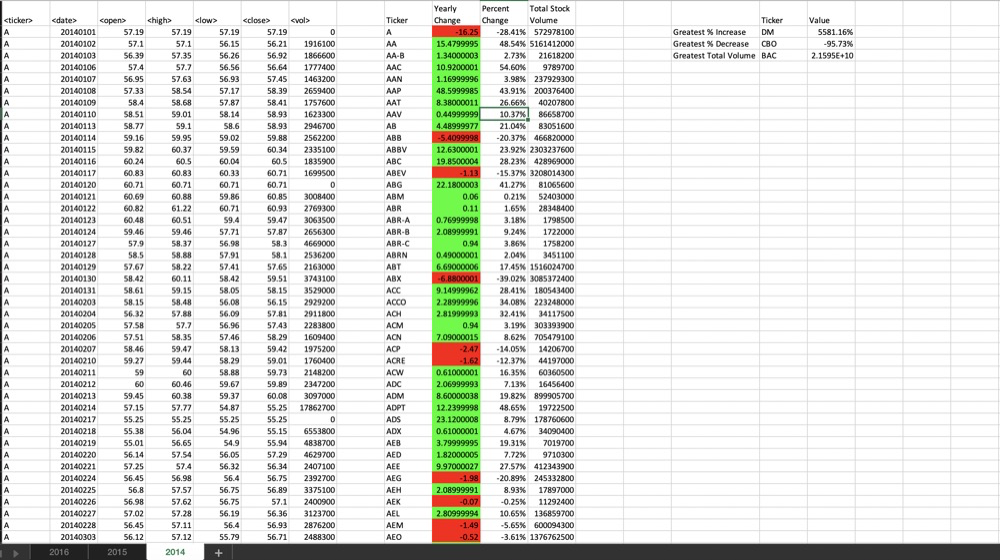 Yearly Percent Total Stock
<ticker> <date> <open> <high> <low> <close> <vol> Ticker Change Change Volume Ticker Value
A 20140101 57.19 57.19 57.19 57.19 0 A -16.25 -28.41% 572978100 Greatest % Increase DM 5581.16%
A 20140102 57.1 57.1 56.15 56.21 1916100 AA 15.4799995 48.54% 5161412000 Greatest % Decrease CBO -95.73%
A 20140103 56.39 57.35 56.26 56.92 1866600 AA-B 1.34000003 2.73% 21618200 Greatest Total Volume BAC 2.1595E+10
A 20140106 57.4 57.7 56.56 56.64 1777400 AAC 10.9200001 54.60% 9789700
A 20140107 56.95 57.63 56.93 57.45 1463200 AAN 1.16999996 3.98% 237929300
A 20140108 57.33 58.54 57.17 58.39 2659400 AAP 48.5999985 43.91% 200376400
A 20140109 58.4 58.68 57.87 58.41 1757600 AAT 8.38000011 26.66% 40207800
A 20140110 58.51 59.01 58.14 58.93 1623300 AAV 0.44999999 10.37% 86658700
A 20140113 58.77 59.1 58.6 58.93 2946700 AB 4.48999977 21.04% 83051600
A 20140114 59.16 59.95 59.02 59.88 2562200 ABB -5.4099998 -20.37% 466820000
A 20140115 59.82 60.37 59.59 60.34 2335100 ABBV 12.6300001 23.92% 2303237600
A 20140116 60.24 60.5 60.04 60.5 1835900 ABC 19.8500004 28.23% 428969000
A 20140117 60.83 60.83 60.33 60.71 1699500 ABEV -1.13 -15.37% 3208014300
A 20140120 60.71 60.71 60.71 60.71 0 ABG 22.1800003 41.27% 81065600
A 20140121 60.69 60.88 59.86 60.85 3008400 ABM 0.06 0.21% 52403000
A 20140122 60.82 61.22 60.71 60.93 2769300 ABR 0.11 1.65% 28348400
A 20140123 60.48 60.51 59.4 60.47 3063500 ABR-A 0.76999998 3.18% 1798500
A 20140124 59.46 59.46 57.71 57.87 2656300 ABR-B 2.08999991 9.24% 1722000
A 20140127 57.9 58.37 56.98 58.3 4669000 ABR-C 0.94 3.86% 1758200
A 20140128 58.5 58.88 57.91 58.1 2536200 ABRN 0.49000001 2.04% 3451100
A 20140129 57.67 58.22 57.41 57.65 2163000 ABT 6.69000006 17.45% 1516024700
A 20140130 58.42 60.11 58.42 59.51 3743100 ABX -6.8800001 -39.02% 3085372400
A 20140131 58.61 59.15 58.05 58.15 3529000 ACC 9.14999962 28.41% 180543400
A 20140203 58.15 58.48 56.08 56.15 2929200 ACCO 2.28999996 34.08% 223248000
A 20140204 56.32 57.88 56.09 57.81 2911800 ACH 2.81999993 32.41% 34117500
A 20140205 57.58 57.7 56.96 57.43 2283800 ACM 0.94 3.19% 303393900
A 20140206 57.51 58.35 57.46 58.29 1609400 ACN 7.09000015 8.62% 705479100
A 20140207 58.46 59.47 58.13 59.42 1975200 ACP -2.47 -14.05% 14206700
A 20140210 59.27 59.44 58.29 59.01 1760400 ACRE -1.62 -12.37% 44197000
A 20140211 59 60 58.88 59.73 2148200 ACW 0.61000001 16.35% 60360500
A 20140212 60 60.46 59.67 59.89 2347200 ADC 2.06999993 7.13% 16456400
A 20140213 59.45 60.38 59.37 60.08 3097000 ADM 8.60000038 19.82% 899905700
A 20140214 57.15 57.77 54.87 55.25 17862700 ADPT 12.2399998 48.65% 19722500
A 20140217 55.25 55.25 55.25 55.25 0 ADS 23.1200008 8.79% 178760600
A 20140218 55.38 56.04 54.96 55.15 6553800 ADX 0.61000001 4.67% 34090400
A 20140219 55.01 56.65 54.9 55.94 4838700 AEB 3.79999995 19.31% 7019700
A 20140220 56.14 57.54 56.05 57.29 4629700 AED 1.82000005 7.72% 9710300
A 20140221 57.25 57.4 56.32 56.34 2407100 AEE 9.97000027 27.57% 412343900
A 20140224 56.45 56.98 56.4 56.75 2392700 AEG -1.98 -20.89% 245332800
A 20140225 56.8 57.57 56.75 56.89 3375100 AEH 2.08999991 8.93% 17897000
A 20140226 56.98 57.62 56.75 57.1 2400900 AEK -0.07 -0.25% 11292400
A 20140227 57.02 57.28 56.19 56.36 3123700 AEL 2.80999994 10.65% 136859700
A 20140228 56.45 57.11 56.4 56.93 2876200 AEM -1.49 -5.65% 600094300
A 20140303 56.12 57.12 55.79 56.71 2488300 AEO -0.52 -3.61% 1376762500
2016 2015 2014 +